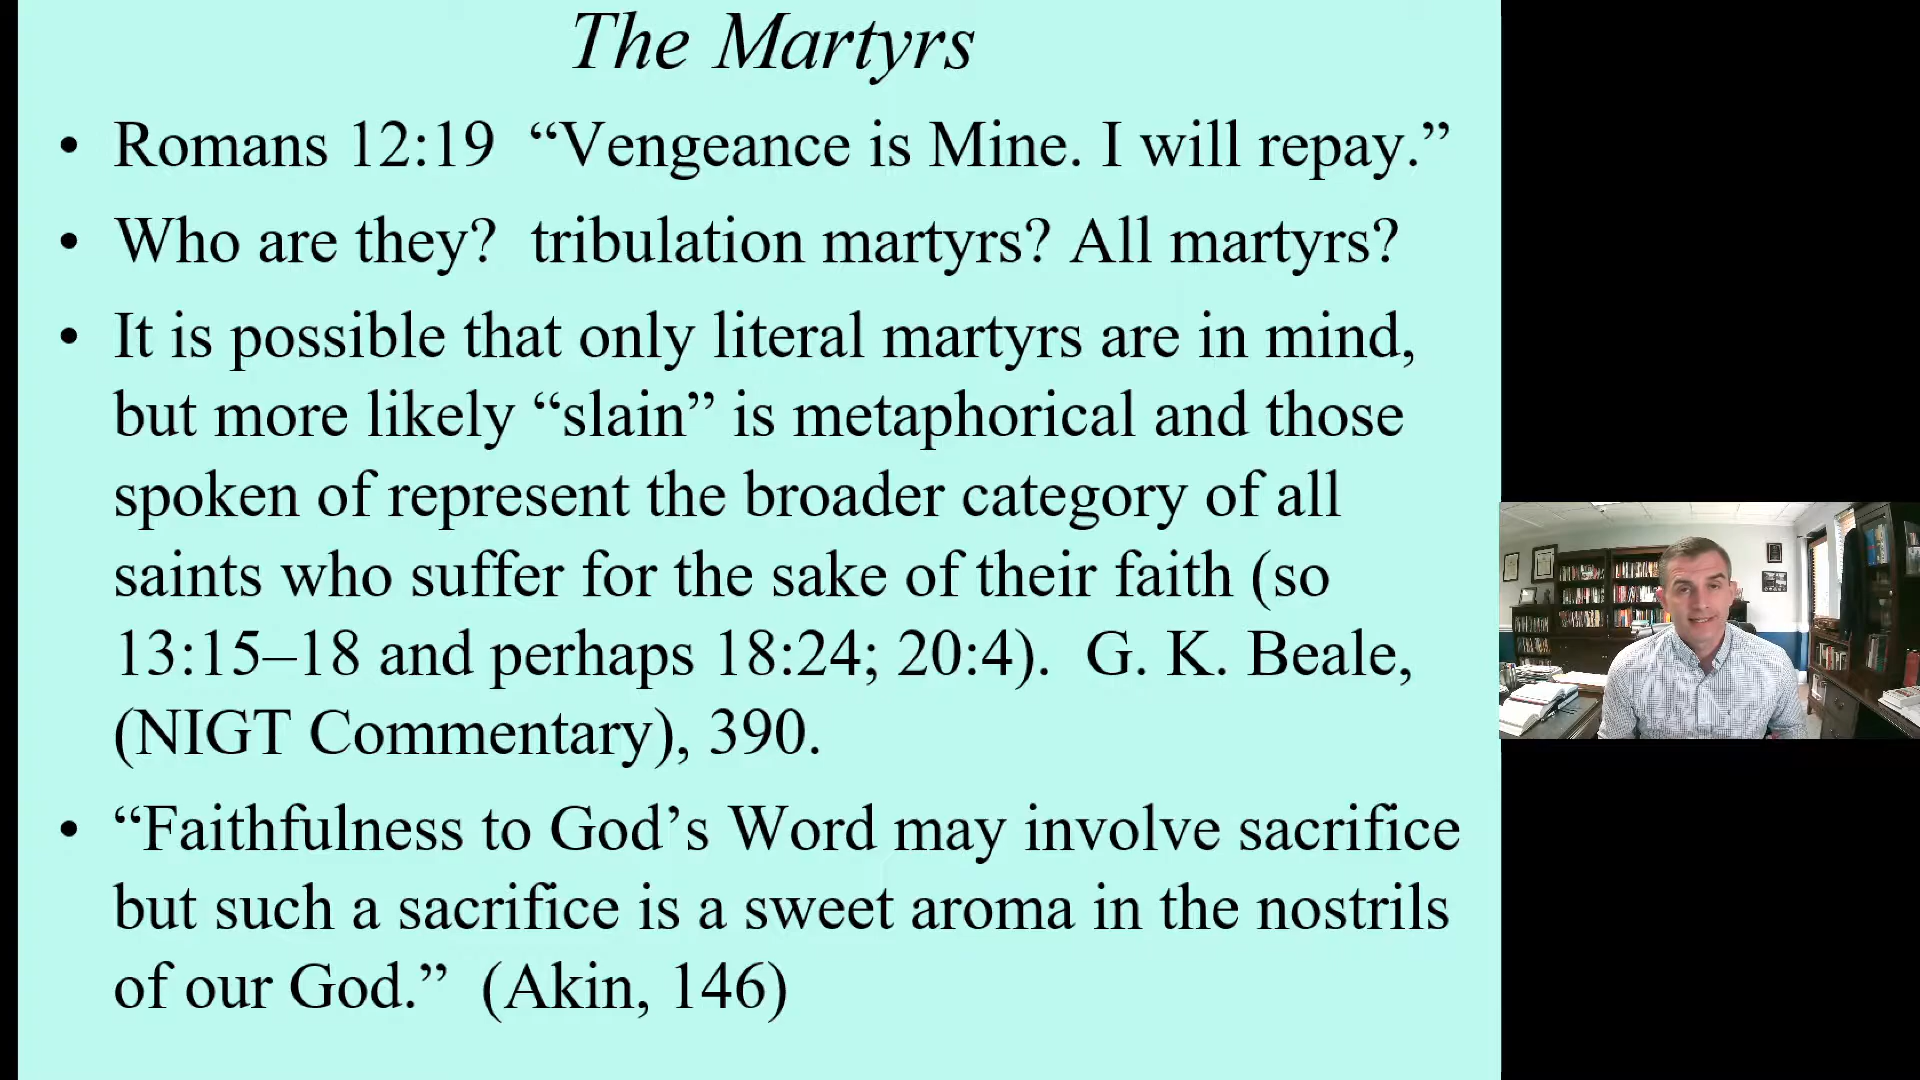 The Martyrs
• Romans 12:19 “Vengeance is Mine. I will repay.”
• Who are they? tribulation martyrs? All martyrs?
• It is possible that only literal martyrs are in mind,
but more likely “slain” is metaphorical and those
spoken of represent the broader category of all
saints who suffer for the sake of their faith (so
13:15–18 and perhaps 18:24; 20:4). G. K. Beale,
(NIGT Commentary), 390.
• “Faithfulness to God’s Word may involve sacrifice
but such a sacrifice is a sweet aroma in the nostrils
of our God.” (Akin, 146)